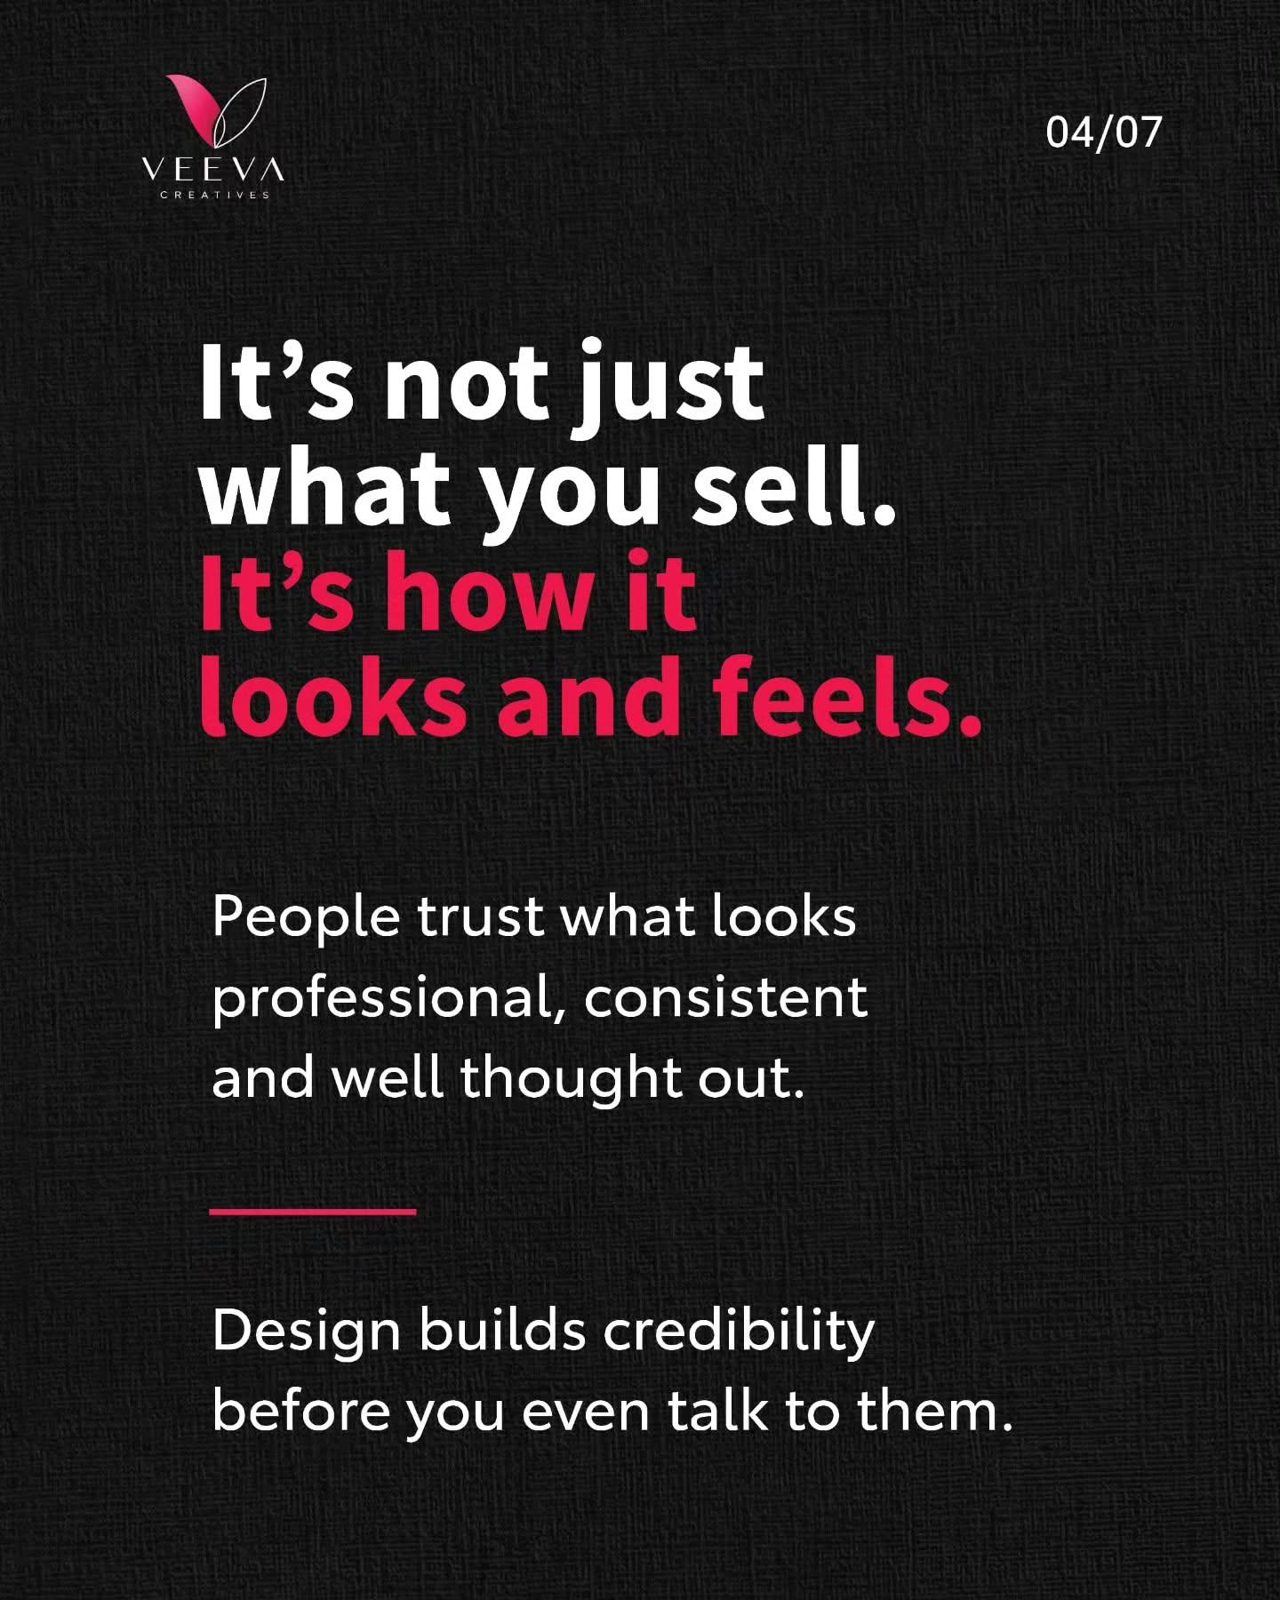 VEEVA
CREATIVES
04/07
It’s not just
what you sell.
It’s how it
looks and feels.
People trust what looks
professional, consistent
and well thought out.
Design builds credibility
before you even talk to them.